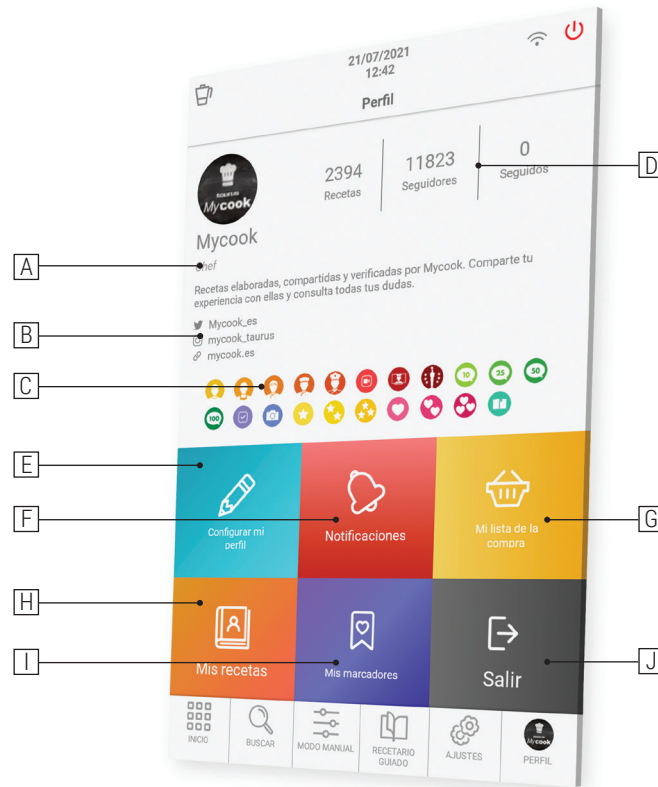 21/07/2021
12:42
Perfil
TAURUS
Mycook
2394
Recetas
11823
Seguidores
0
Seguidos
D
Mycook
A
Chef
Recetas elaboradas, compartidas y verificadas por Mycook. Comparte tu
experiencia con ellas y consulta todas tus dudas.
Mycook_es
B
mycook_taurus
mycook.es
C
10
25
50
100
E
Configurar mi
perfil
F
Notificaciones
Mi lista de la
compra
G
H
Mis recetas
I
Mis marcadores
Salir
J
INICIO
BUSCAR
MODO MANUAL
RECETARIO
GUIADO
AJUSTES
Mycook
PERFIL